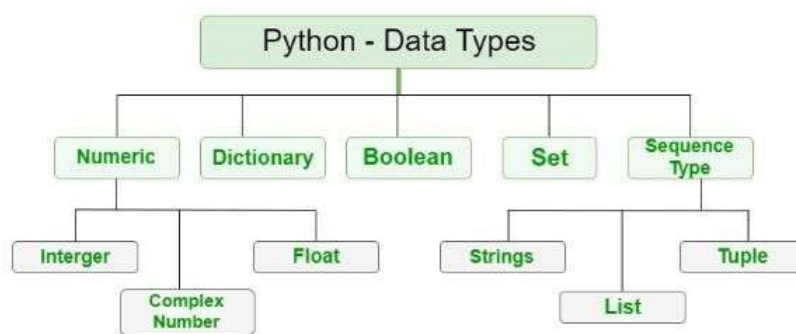 Python - Data Types
Numeric
Dictionary
Boolean
Set
Sequence
Type
Interger
Complex
Number
Float
Strings
List
Tuple